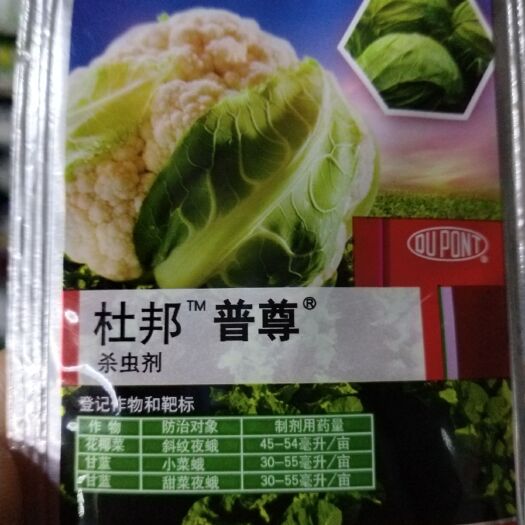 DU PONT®
杜邦™ 普尊®
杀虫剂
登记作物和靶标
作物 防治对象 制剂用药量
花椰菜 斜纹夜蛾 45-54毫升/亩
甘蓝 小菜蛾 30-55毫升/亩
甘蓝 甜菜夜蛾 30-55毫升/亩